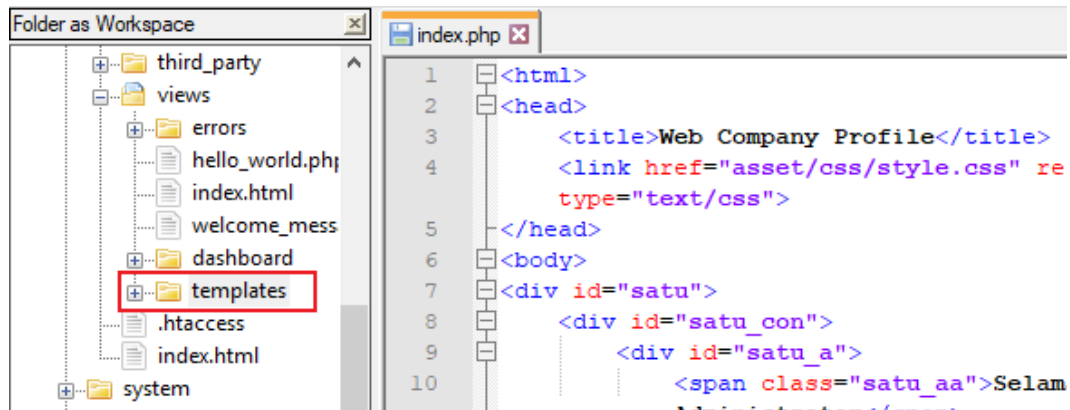 Folder as Workspace
third_party
views
errors
hello_world.php
index.html
welcome_mess
dashboard
templates
.htaccess
index.html
system
index.php
1 <html>
2 <head>
3 <title>Web Company Profile</title>
4 <link href="asset/css/style.css" re
type="text/css">
5 </head>
6 <body>
7 <div id="satu">
8 <div id="satu_con">
9 <div id="satu_a">
10 <span class="satu_aa">Selam